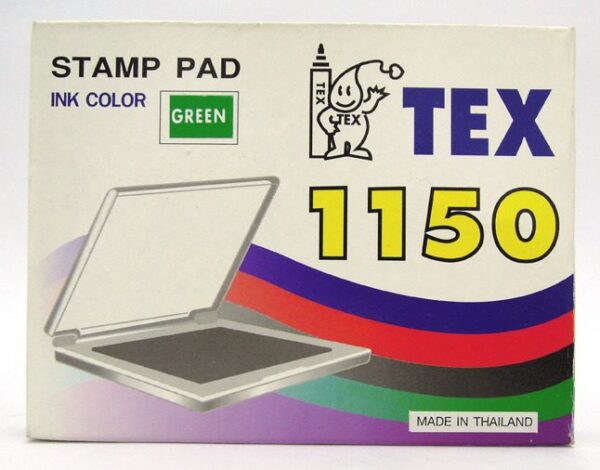 STAMP PAD
INK COLOR GREEN
TEX
TEX
TEX
1150
MADE IN THAILAND